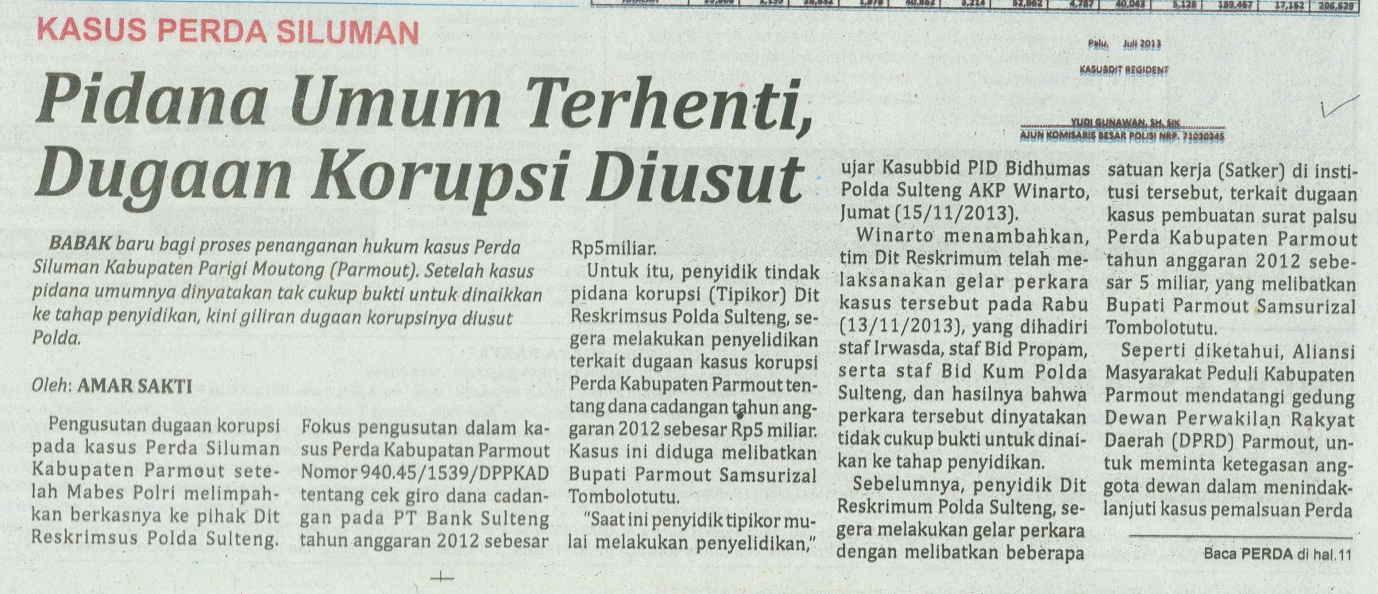 KASUS PERDA SILUMAN
Pidana Umum Terhenti,
Dugaan Korupsi Diusut
BABAK baru bagi proses penanganan hukum kasus Perda
Siluman Kabupaten Parigi Moutong (Parmout). Setelah kasus
pidana umumnya dinyatakan tak cukup bukti untuk dinaikkan
ke tahap penyidikan, kini giliran dugaan korupsinya diusut
Polda.
Oleh: AMAR SAKTI
Pengusutan dugaan korupsi
pada kasus Perda Siluman
Kabupaten Parmout sete-
lah Mabes Polri melimpah-
kan berkasnya ke pihak Dit
Reskrimsus Polda Sulteng.
Fokus pengusutan dalam ka-
sus Perda Kabupatan Parmout
Nomor 940.45/1539/DPPKAD
tentang cek giro dana cadan-
gan pada PT Bank Sulteng
tahun anggaran 2012 sebesar
Rp5miliar.
Untuk itu, penyidik tindak
pidana korupsi (Tipikor) Dit
Reskrimsus Polda Sulteng, se-
gera melakukan penyelidikan
terkait dugaan kasus korupsi
Perda Kabupaten Parmout ten-
tang dana cadangan tahun ang-
garan 2012 sebesar Rp5 miliar.
Kasus ini diduga melibatkan
Bupati Parmout Samsurizal
Tombolotutu.
"Saat ini penyidik tipikor mu-
lai melakukan penyelidikan,"
ujar Kasubbid PID Bidhumas
Polda Sulteng AKP Winarto,
Jumat (15/11/2013).
Winarto menambahkan,
tim Dit Reskrimum telah me-
laksanakan gelar perkara
kasus tersebut pada Rabu
(13/11/2013), yang dihadiri
staf Irwasda, staf Bid Propam,
serta staf Bid Kum Polda
Sulteng, dan hasilnya bahwa
perkara tersebut dinyatakan
tidak cukup bukti untuk dinai-
kan ke tahap penyidikan.
Sebelumnya, penyidik Dit
Reskrimum Polda Sulteng, se-
gera melakukan gelar perkara
dengan melibatkan beberapa
satuan kerja (Satker) di insti-
tusi tersebut, terkait dugaan
kasus pembuatan surat palsu
Perda Kabupaten Parmout
tahun anggaran 2012 sebe-
sar 5 miliar, yang melibatkan
Bupati Parmout Samsurizal
Tombolotutu.
Seperti diketahui, Aliansi
Masyarakat Peduli Kabupaten
Parmout mendatangi gedung
Dewan Perwakilan Rakyat
Daerah (DPRD) Parmout, un-
tuk meminta ketegasan ang-
gota dewan dalam menindak-
lanjuti kasus pemalsuan Perda
Baca PERDA di hal.11
Palu, Juli 2013
KASUBDIT REGIDENT
YUDI GUNAWAN, SH, SIK
AJUN KOMISARIS BESAR POLISI NRP. 71030345